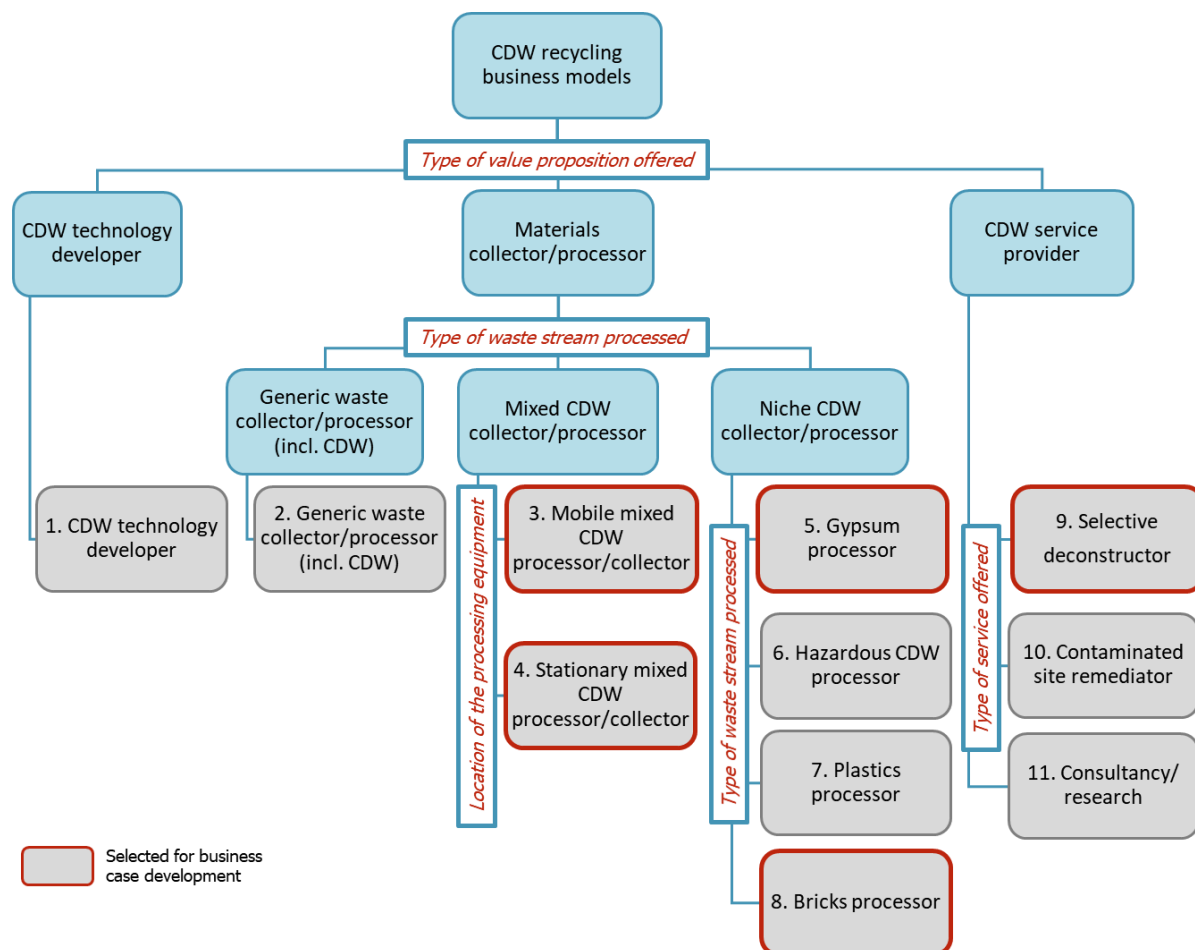 CDW recycling
business models
Type of value proposition offered
CDW technology
developer
Materials
collector/processor
CDW service
provider
Type of waste stream processed
Generic waste
collector/processor
(incl. CDW)
Mixed CDW
collector/processor
Niche CDW
collector/processor
1. CDW technology
developer
2. Generic waste
collector/processor
(incl. CDW)
Location of the processing equipment
3. Mobile mixed
CDW
processor/collector
4. Stationary mixed
CDW
processor/collector
Type of waste stream processed
5. Gypsum
processor
6. Hazardous CDW
processor
7. Plastics
processor
8. Bricks processor
Type of service offered
9. Selective
deconstructor
10. Contaminated
site remediator
11. Consultancy/
research
Selected for business
case development